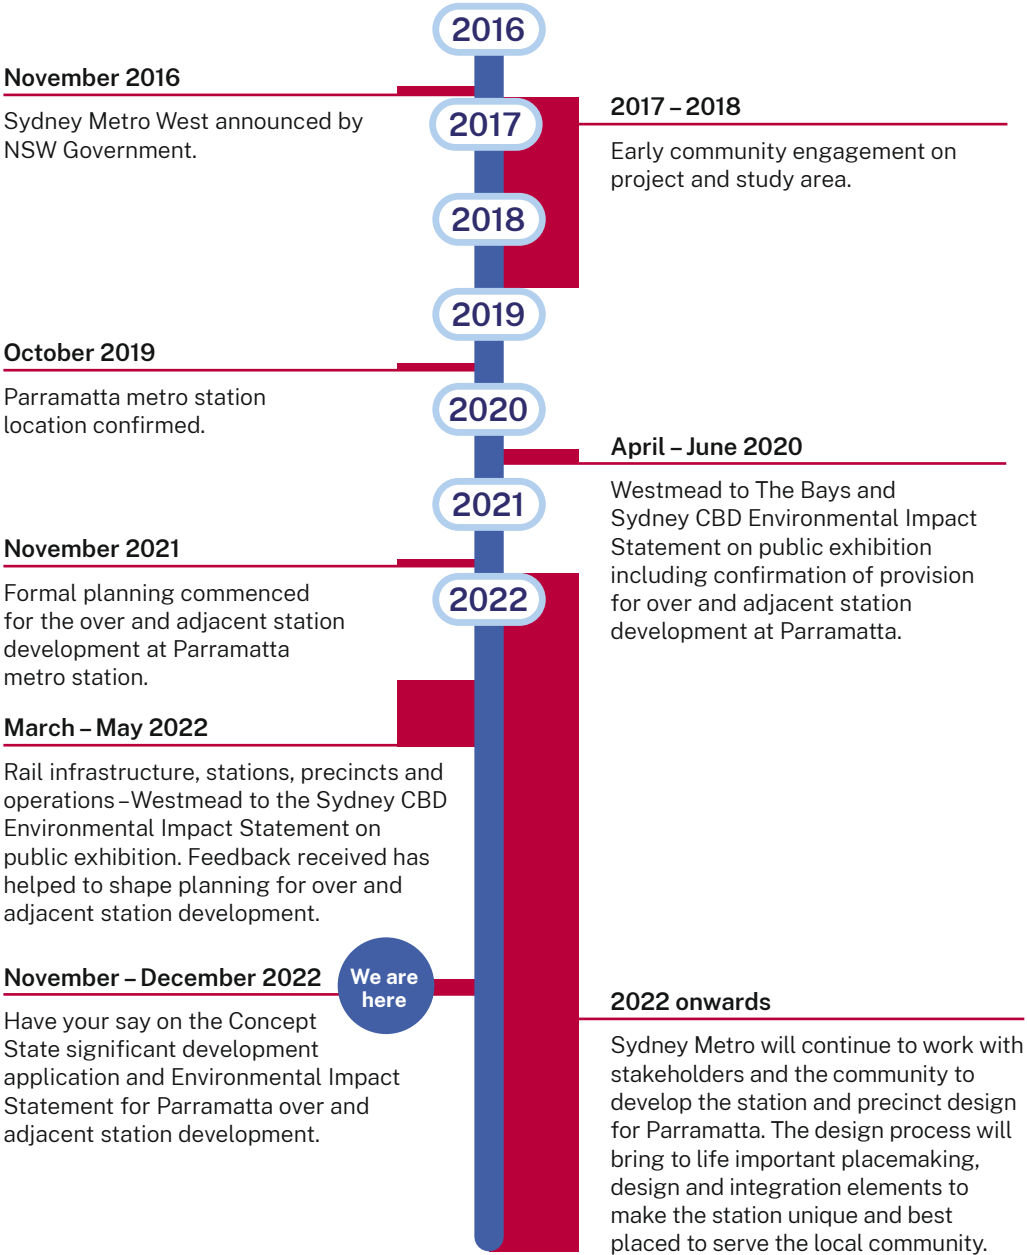 2016
November 2016
Sydney Metro West announced by
NSW Government.
2017
2017 – 2018
Early community engagement on
project and study area.
2018
2019
October 2019
Parramatta metro station
location confirmed.
2020
April – June 2020
Westmead to The Bays and
Sydney CBD Environmental Impact
Statement on public exhibition
including confirmation of provision
for over and adjacent station
development at Parramatta.
2021
November 2021
Formal planning commenced
for the over and adjacent station
development at Parramatta
metro station.
2022
March – May 2022
Rail infrastructure, stations, precincts and
operations – Westmead to the Sydney CBD
Environmental Impact Statement on
public exhibition. Feedback received has
helped to shape planning for over and
adjacent station development.
November – December 2022
We are
here
Have your say on the Concept
State significant development
application and Environmental Impact
Statement for Parramatta over and
adjacent station development.
2022 onwards
Sydney Metro will continue to work with
stakeholders and the community to
develop the station and precinct design
for Parramatta. The design process will
bring to life important placemaking,
design and integration elements to
make the station unique and best
placed to serve the local community.